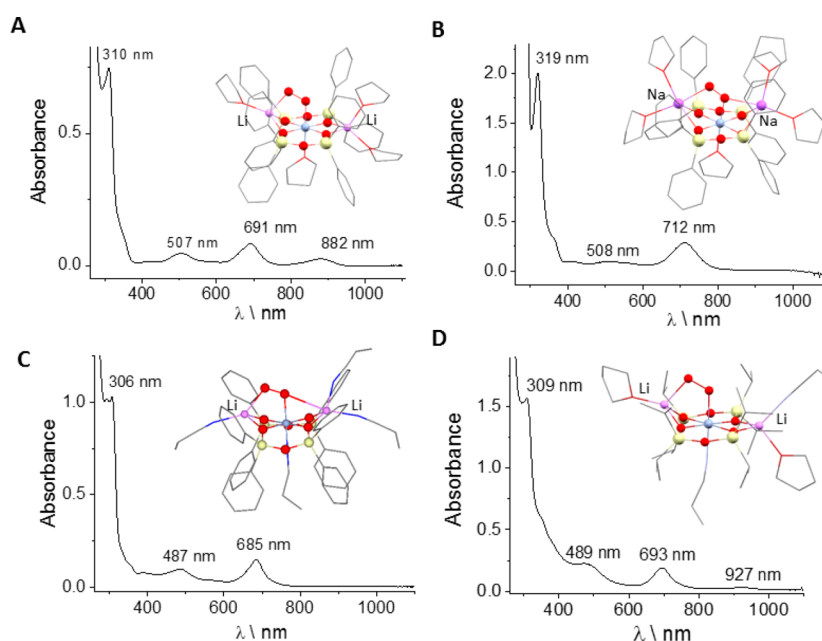 A
310 nm
Li
Li
0.5
691 nm
507 nm
882 nm
0.0
400
600
800
1000
λ \ nm
Absorbance
B
319 nm
2.0
Na
Na
1.5
1.0
0.5
712 nm
508 nm
0.0
400
600
800
1000
λ \ nm
Absorbance
C
306 nm
Li
Li
1.0
0.5
685 nm
487 nm
0.0
400
600
800
1000
λ \ nm
Absorbance
D
309 nm
Li
Li
1.5
1.0
0.5
693 nm
489 nm
927 nm
0.0
400
600
800
1000
λ \ nm
Absorbance